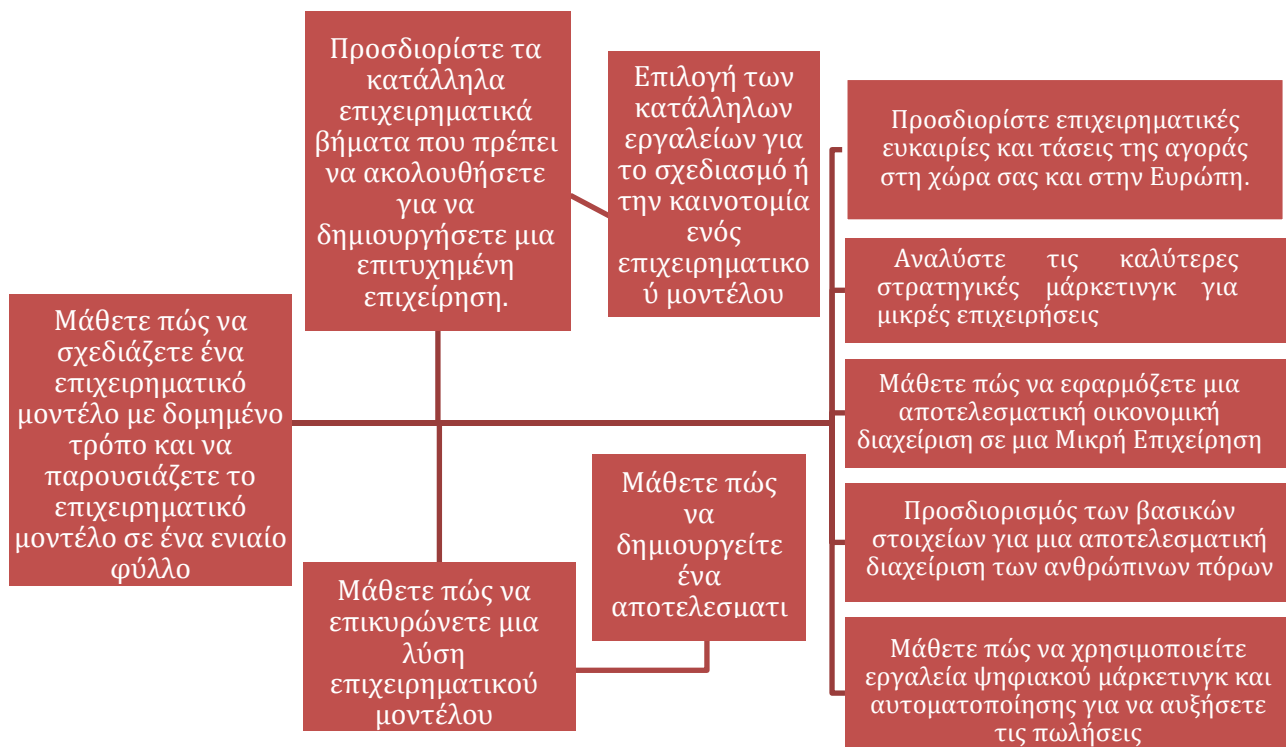 Προσδιορίστε τα
κατάλληλα
επιχειρηματικά
βήματα που πρέπει
να ακολουθήσετε
για να
δημιουργήσετε μια
επιτυχημένη
επιχείρηση.
Επιλογή των
κατάλληλων
εργαλείων για
το σχεδιασμό ή
την καινοτομία
ενός
επιχειρηματικο
ύ μοντέλου
Προσδιορίστε επιχειρηματικές
ευκαιρίες και τάσεις της αγοράς
στη χώρα σας και στην Ευρώπη.
Αναλύστε τις καλύτερες
στρατηγικές μάρκετινγκ για
μικρές επιχειρήσεις
Μάθετε πώς να
σχεδιάζετε ένα
επιχειρηματικό
μοντέλο με δομημένο
τρόπο και να
παρουσιάζετε το
επιχειρηματικό
μοντέλο σε ένα ενιαίο
φύλλο
Μάθετε πώς να εφαρμόζετε μια
αποτελεσματική οικονομική
διαχείριση σε μια Μικρή Επιχείρηση
Μάθετε πώς
να
δημιουργείτε
ένα
αποτελεσματι
Προσδιορισμός των βασικών
στοιχείων για μια αποτελεσματική
διαχείριση των ανθρώπινων πόρων
Μάθετε πώς να
επικυρώνετε μια
λύση
επιχειρηματικού
μοντέλου
Μάθετε πώς να χρησιμοποιείτε
εργαλεία ψηφιακού μάρκετινγκ και
αυτοματοποίησης για να αυξήσετε
τις πωλήσεις